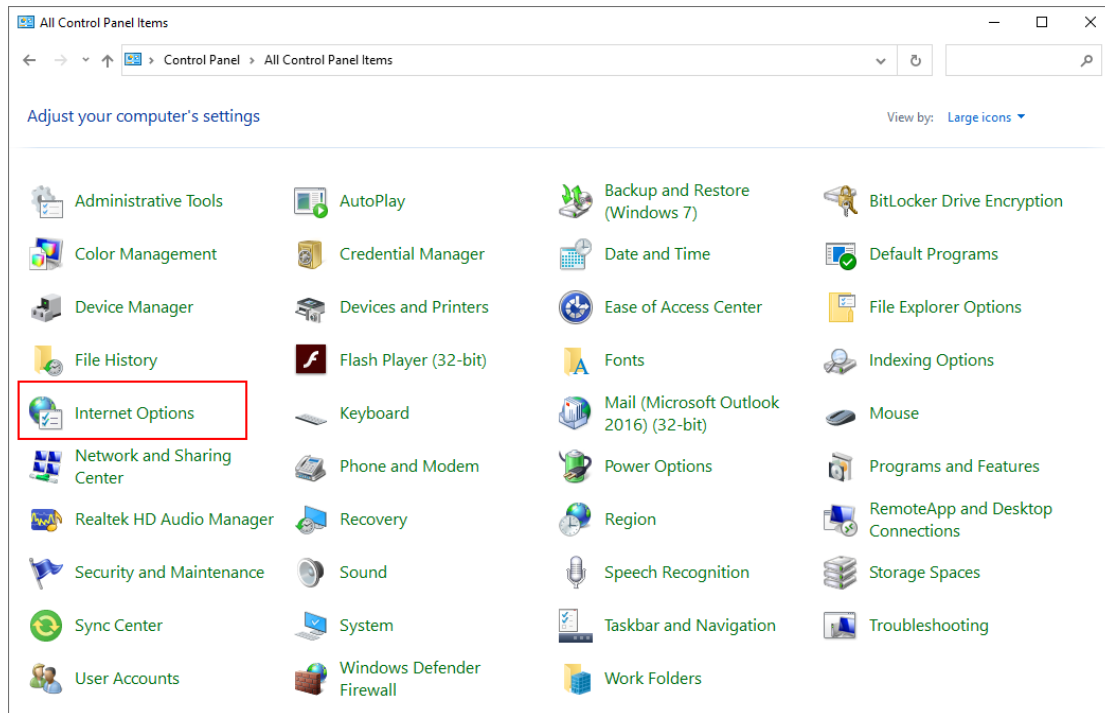 All Control Panel Items
Control Panel > All Control Panel Items
Adjust your computer's settings
View by: Large icons
Administrative Tools
AutoPlay
Backup and Restore
(Windows 7)
BitLocker Drive Encryption
Color Management
Credential Manager
Date and Time
Default Programs
Device Manager
Devices and Printers
Ease of Access Center
File Explorer Options
File History
Flash Player (32-bit)
Fonts
Indexing Options
Internet Options
Keyboard
Mail (Microsoft Outlook
2016) (32-bit)
Mouse
Network and Sharing
Center
Phone and Modem
Power Options
Programs and Features
Realtek HD Audio Manager
Recovery
Region
RemoteApp and Desktop
Connections
Security and Maintenance
Sound
Speech Recognition
Storage Spaces
Sync Center
System
Taskbar and Navigation
Troubleshooting
User Accounts
Windows Defender
Firewall
Work Folders